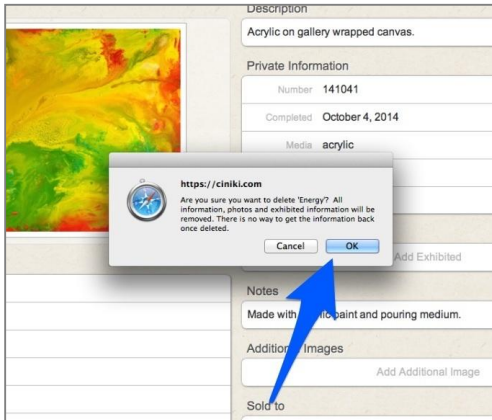 Description
Acrylic on gallery wrapped canvas.
Private Information
Number 141041
Completed October 4, 2014
Media acrylic
https://ciniki.com
Are you sure you want to delete 'Energy'? All
information, photos and exhibited information will be
removed. There is no way to get the information back
once deleted.
Cancel OK
Add Exhibited
Notes
Made with paint and pouring medium.
Additional Images
Add Additional Image
Sold to